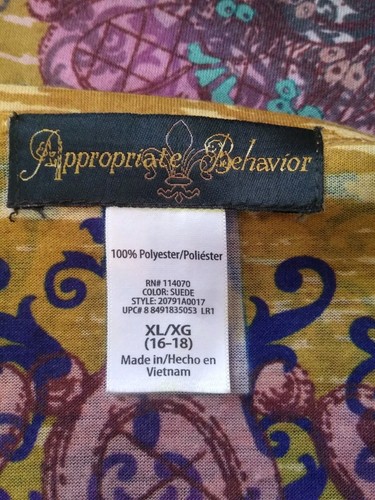 Appropriate Behavior
100% Polyester/Poliéster
RN# 114070
COLOR: SUEDE
STYLE: 20791A0017
UPC# 8 8491835053 LR1
XL/XG
(16-18)
Made in/Hecho en
Vietnam